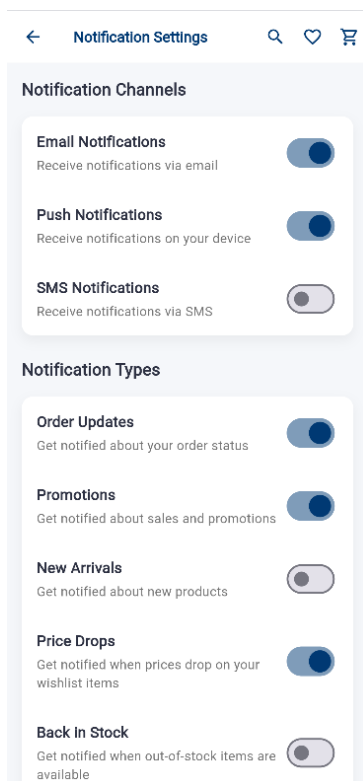 Notification Settings
Notification Channels
Email Notifications
Receive notifications via email
Push Notifications
Receive notifications on your device
SMS Notifications
Receive notifications via SMS
Notification Types
Order Updates
Get notified about your order status
Promotions
Get notified about sales and promotions
New Arrivals
Get notified about new products
Price Drops
Get notified when prices drop on your
wishlist items
Back In Stock
Get notified when out-of-stock items are
available